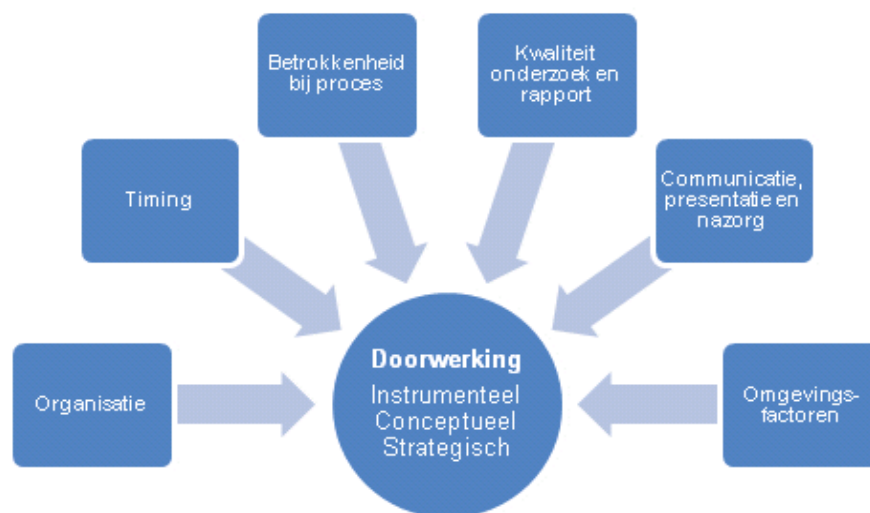 Betrokkenheid
bij proces
Kwaliteit
onderzoek en
rapport
Timing
Communicatie,
presentatie en
nazorg
Organisatie
Doorwerking
Instrumenteel
Conceptueel
Strategisch
Omgevings-
factoren